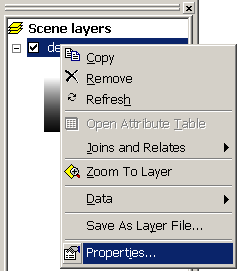 Scene layers
de
Copy
Remove
Refresh
Open Attribute Table
Joins and Relates
Zoom To Layer
Data
Save As Layer File...
Properties...